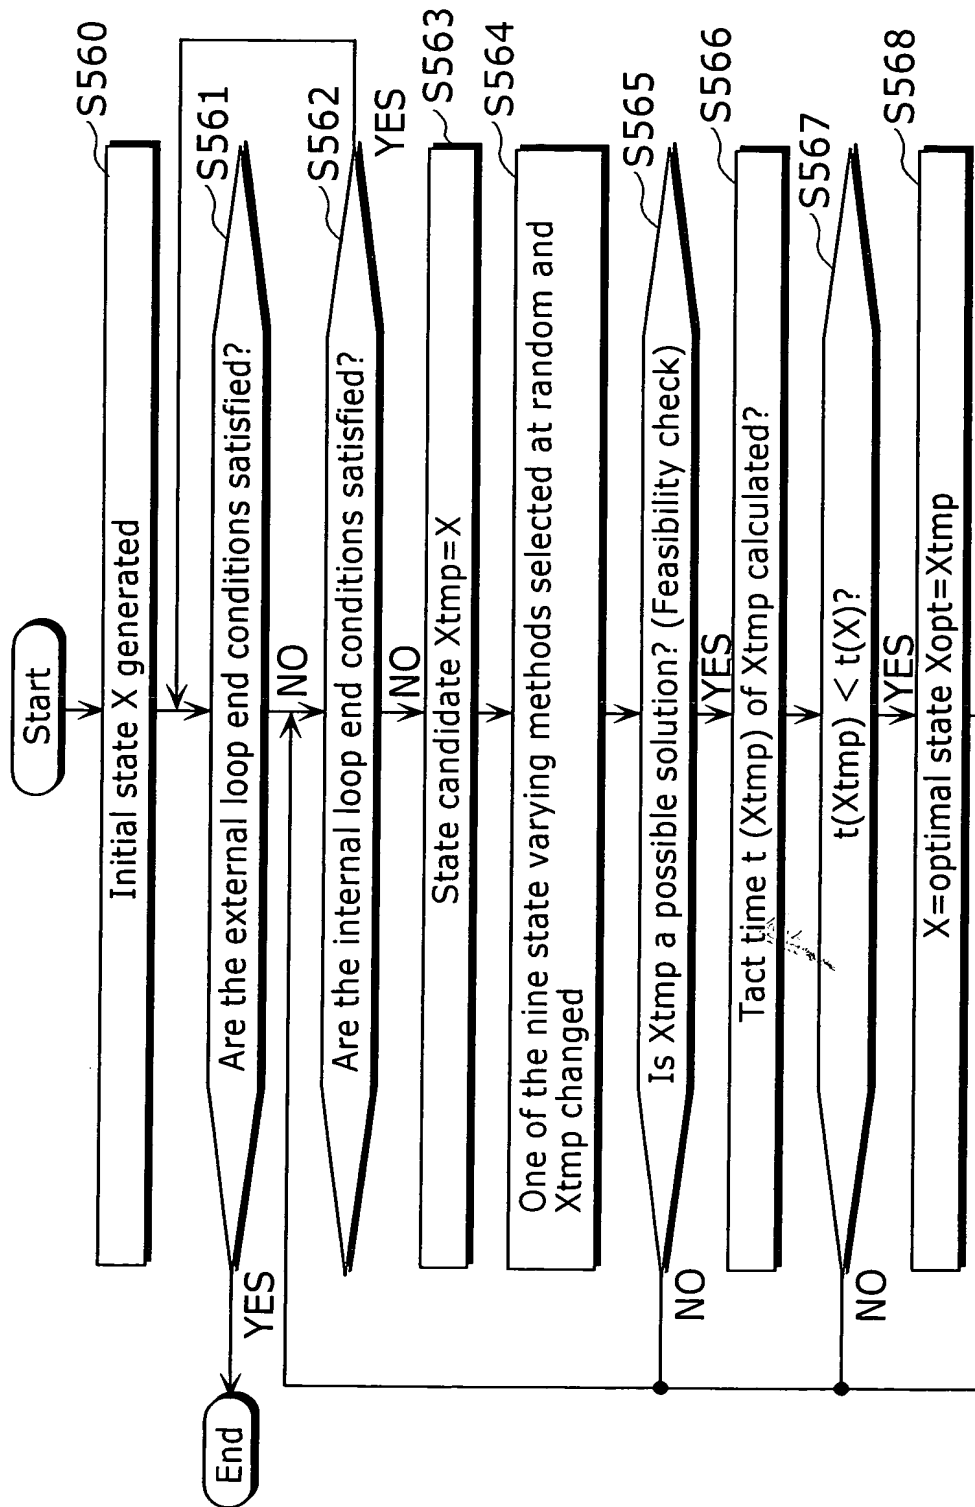 Start
S560
Initial state X generated
S561
Are the external loop end conditions satisfied?
YES
End
NO
S562
Are the internal loop end conditions satisfied?
YES
NO
S563
State candidate Xtmp=X
S564
One of the nine state varying methods selected at random and
Xtmp changed
S565
Is Xtmp a possible solution? (Feasibility check)
NO
YES
S566
Tact time t (Xtmp) of Xtmp calculated?
S567
t(Xtmp) < t(X)?
NO
YES
S568
X=optimal state Xopt=Xtmp